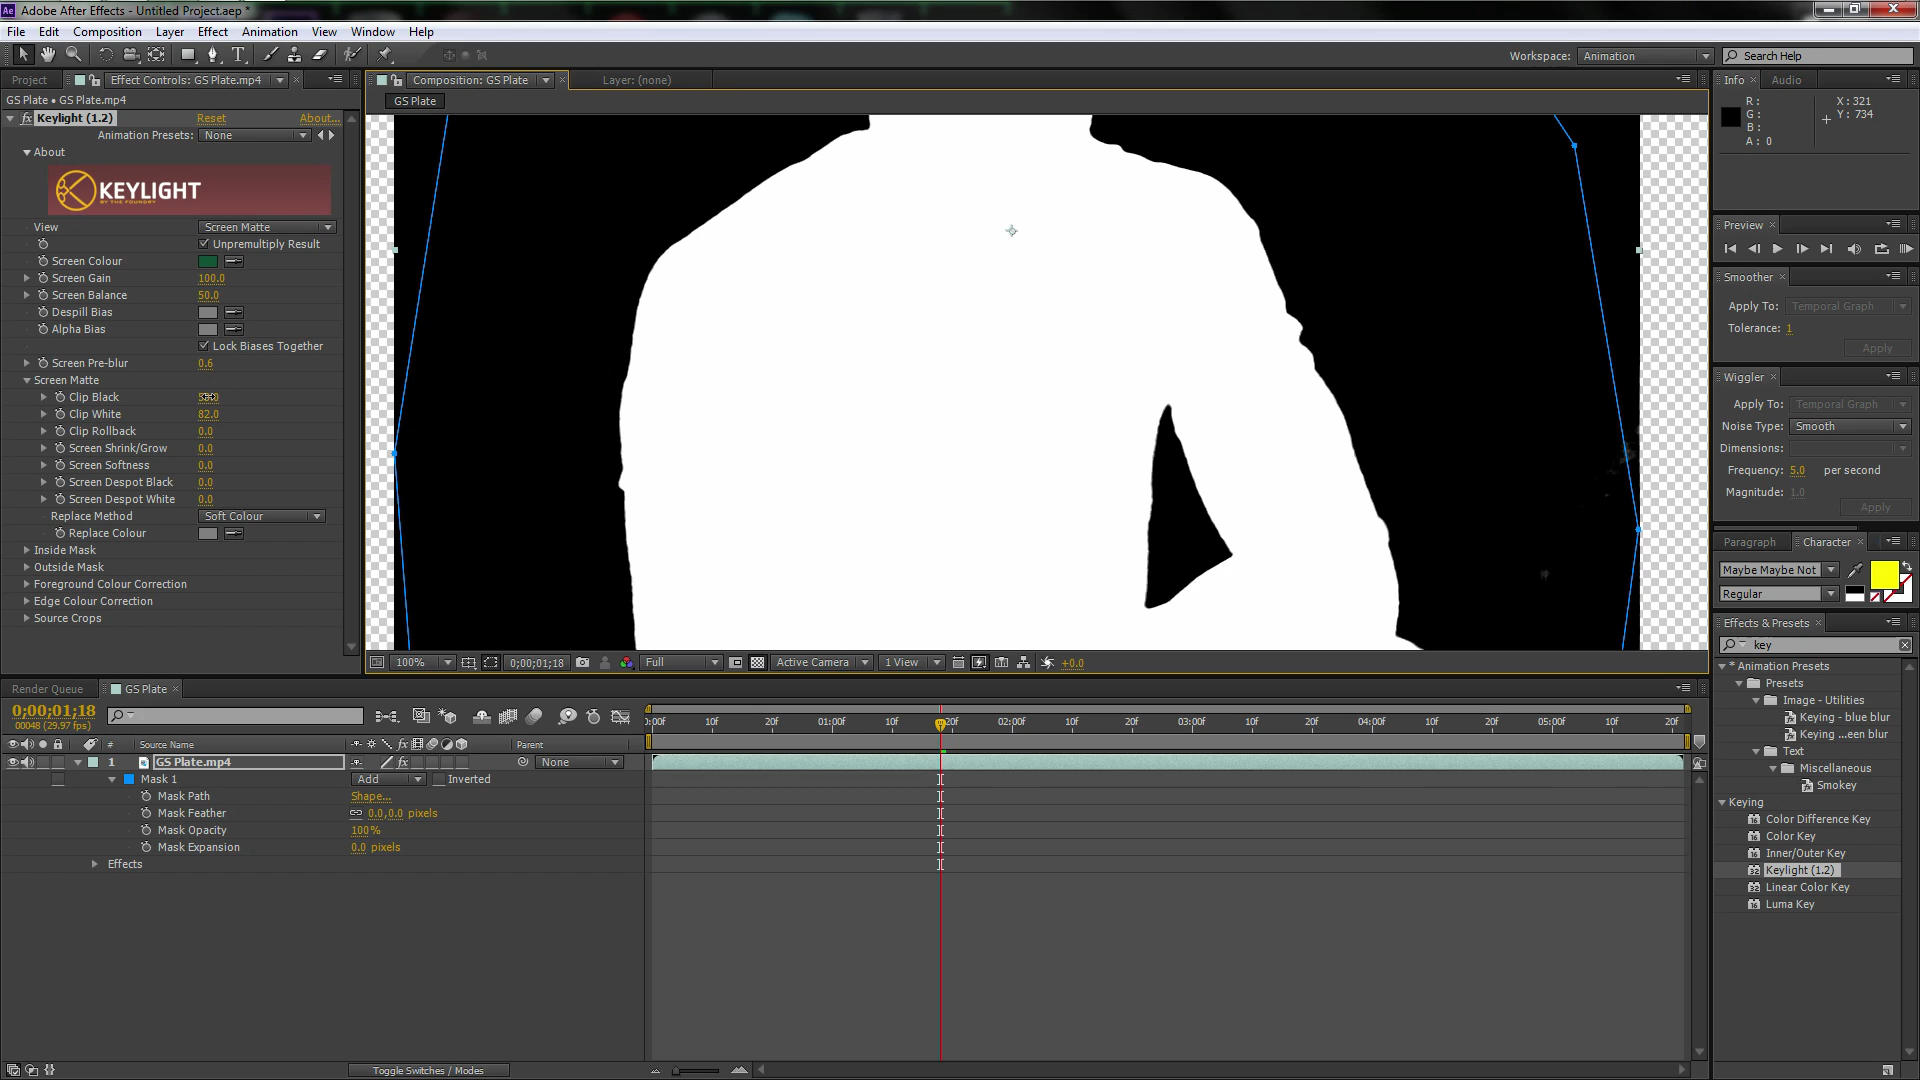 Ae Adobe After Effects - Untitled Project.aep *
File Edit Composition Layer Effect Animation View Window Help
Workspace: Animation Search Help
Project Effect Controls: GS Plate.mp4 Composition: GS Plate Layer: (none) Info Audio
GS Plate • GS Plate.mp4
GS Plate
fx Keylight (1.2) Reset About...
Animation Presets: None
About
KEYLIGHT
BY THE FOUNDRY
View Screen Matte
Unpremultiply Result
Screen Colour
Screen Gain 100.0
Screen Balance 50.0
Despill Bias
Alpha Bias
Lock Biases Together
Screen Pre-blur 0.6
Screen Matte
Clip Black
Clip White 82.0
Clip Rollback 0.0
Screen Shrink/Grow 0.0
Screen Softness 0.0
Screen Despot Black 0.0
Screen Despot White 0.0
Replace Method Soft Colour
Replace Colour
Inside Mask
Outside Mask
Foreground Colour Correction
Edge Colour Correction
Source Crops
100% 0;00;01;18 Full Active Camera 1 View +0.0
R: X: 321
G: Y: 734
B:
A: 0
Preview
Smoother
Apply To: Temporal Graph
Tolerance: 1
Apply
Wiggler
Apply To: Temporal Graph
Noise Type: Smooth
Dimensions:
Frequency: 5.0 per second
Magnitude: 1.0
Apply
Paragraph Character
Maybe Maybe Not
Regular
Effects & Presets
key
* Animation Presets
Presets
Image - Utilities
Keying - blue blur
Keying ...een blur
Text
Miscellaneous
Smokey
Keying
Color Difference Key
Color Key
Inner/Outer Key
Keylight (1.2)
Linear Color Key
Luma Key
Render Queue GS Plate
0;00;01;18
00048 (29.97 fps)
):00f 10f 20f 01:00f 10f 20f 02:00f 10f 20f 03:00f 10f 20f 04:00f 10f 20f 05:00f 10f 20f
# Source Name fx Parent
1 GS Plate.mp4 fx None
Mask 1 Add Inverted
Mask Path Shape...
Mask Feather 0.0,0.0 pixels
Mask Opacity 100%
Mask Expansion 0.0 pixels
Effects
Toggle Switches / Modes